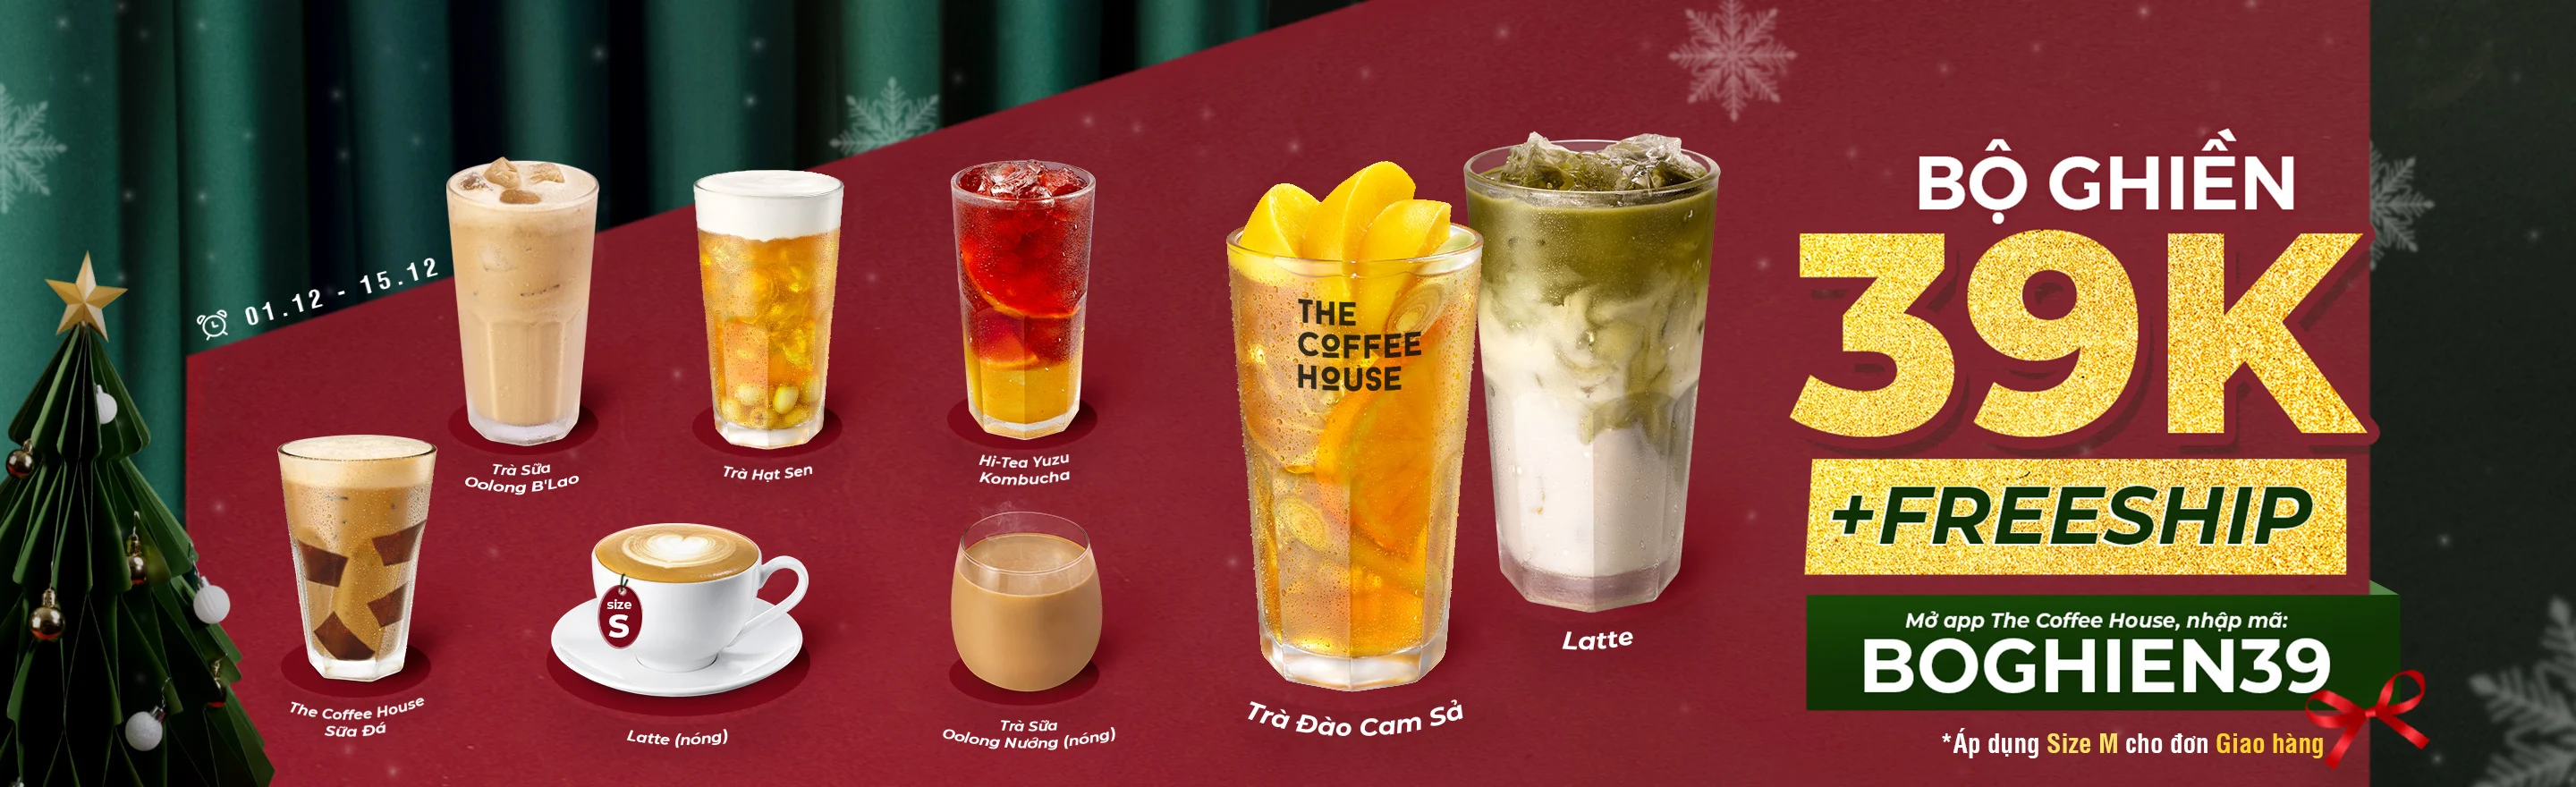 01.12 - 15.12
Trà Sữa
Oolong B'Lao
Trà Hạt Sen
Hi-Tea Yuzu
Kombucha
The Coffee House
Sữa Đá
size
S
Latte (nóng)
Trà Sữa
Oolong Nướng (nóng)
THE
COFFEE
HOUSE
Trà Đào Cam Sả
Latte
BỘ GHIỀN
39K
+FREESHIP
Mở app The Coffee House, nhập mã:
BOGHIEN39
*Áp dụng Size M cho đơn Giao hàng